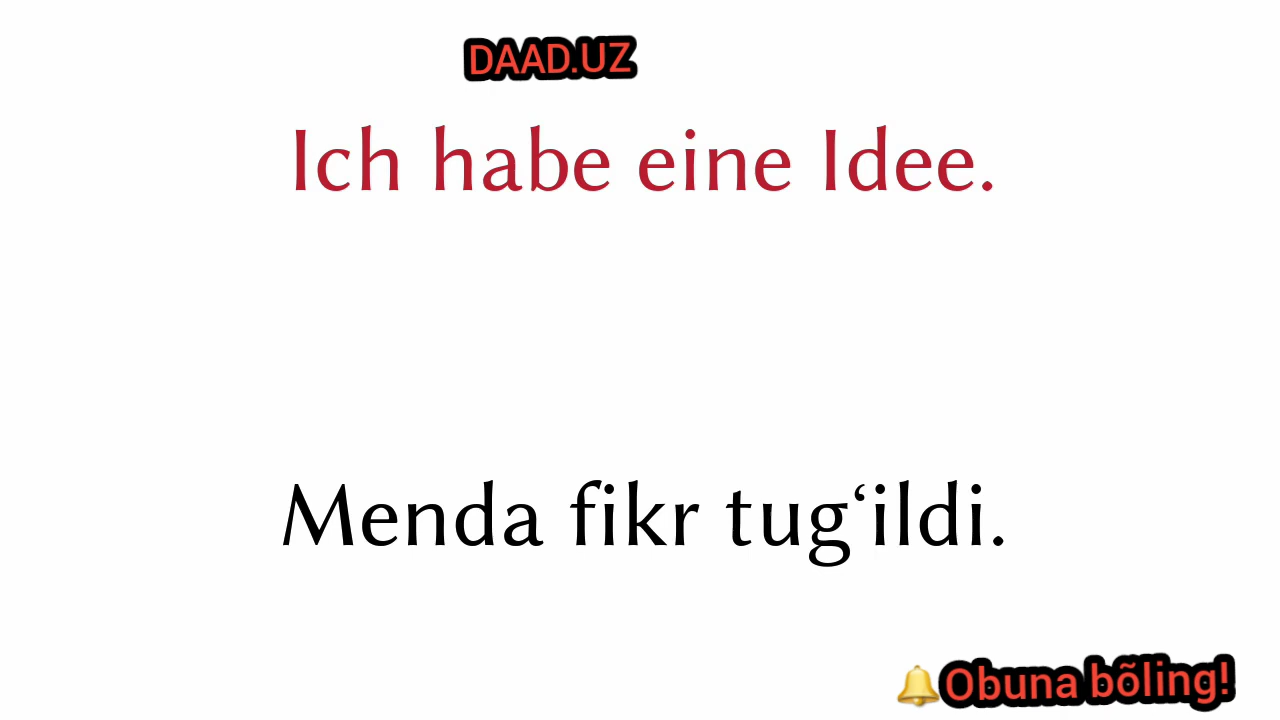 DAAD.UZ
Ich habe eine Idee.
Menda fikr tug‘ildi.
🔔Obuna bõling!